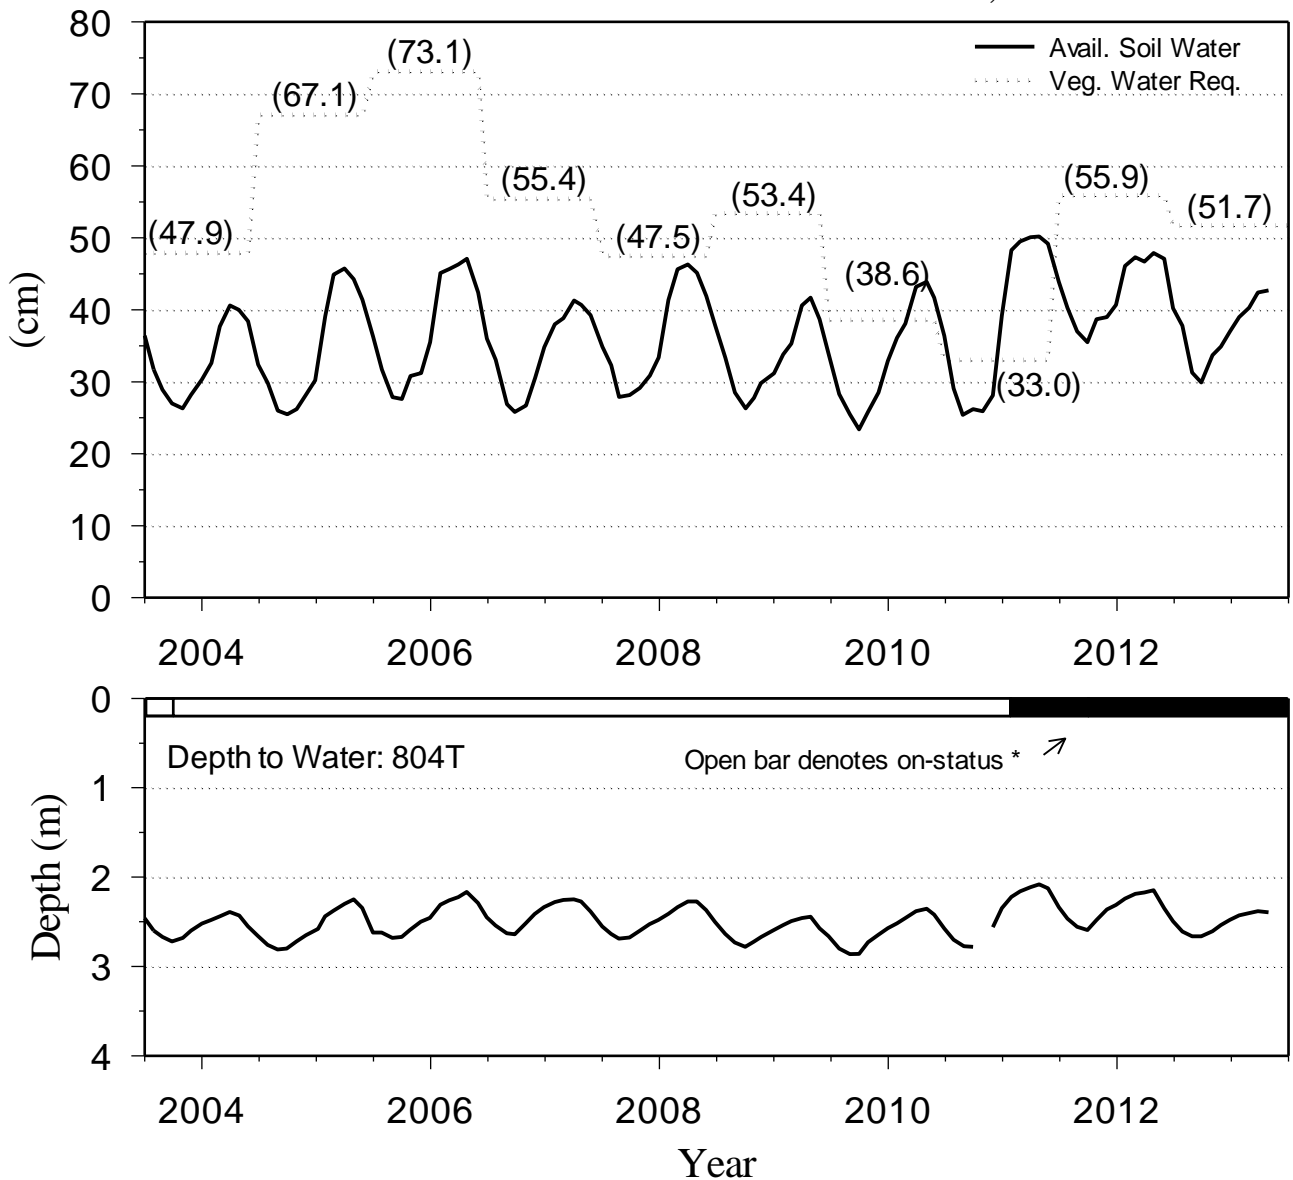 80
70
60
50
40
30
20
10
0
(cm)
Avail. Soil Water
Veg. Water Req.
(47.9)
(67.1)
(73.1)
(55.4)
(47.5)
(53.4)
(38.6)
(33.0)
(55.9)
(51.7)
2004 2006 2008 2010 2012
0
1
2
3
4
Depth (m)
Depth to Water: 804T
Open bar denotes on-status *
2004 2006 2008 2010 2012
Year